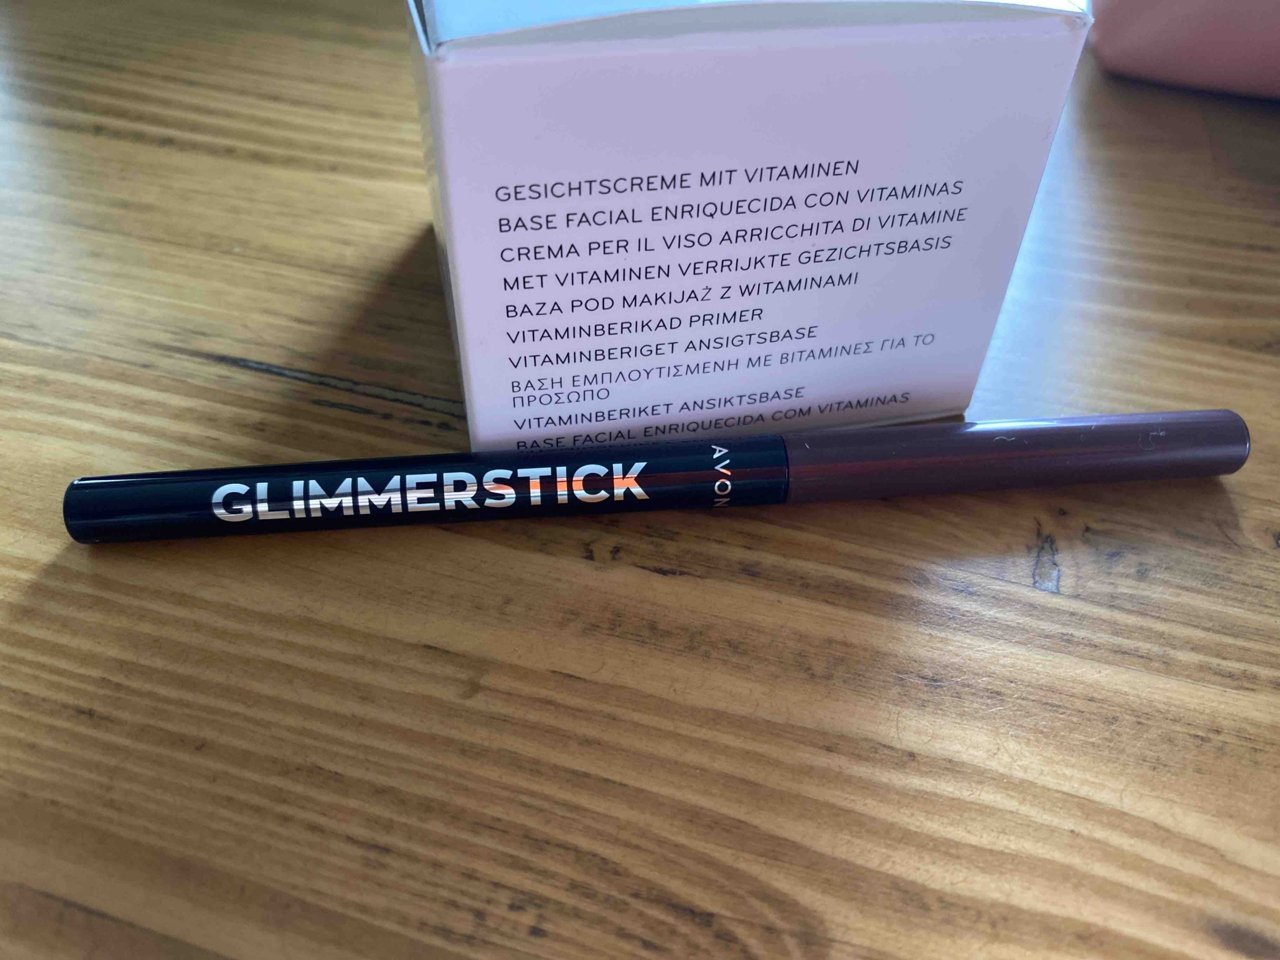 GESICHTSCREME MIT VITAMINEN
BASE FACIAL ENRIQUECIDA CON VITAMINAS
CREMA PER IL VISO ARRICCHITA DI VITAMINE
MET VITAMINEN VERRIJKTE GEZICHTSBASIS
BAZA POD MAKIJAŻ Z WITAMINAMI
VITAMINBERIKAD PRIMER
VITAMINBERIGET ANSIGTSBASE
ΒΑΣΗ ΕΜΠΛΟΥΤΙΣΜΕΝΗ ΜΕ ΒΙΤΑΜΙΝΕΣ ΓΙΑ ΤΟ
ΠΡΟΣΩΠΟ
VITAMINBERIKET ANSIKTSBASE
BASE FACIAL ENRIQUECIDA COM VITAMINAS
GLIMMERSTICK
AVON